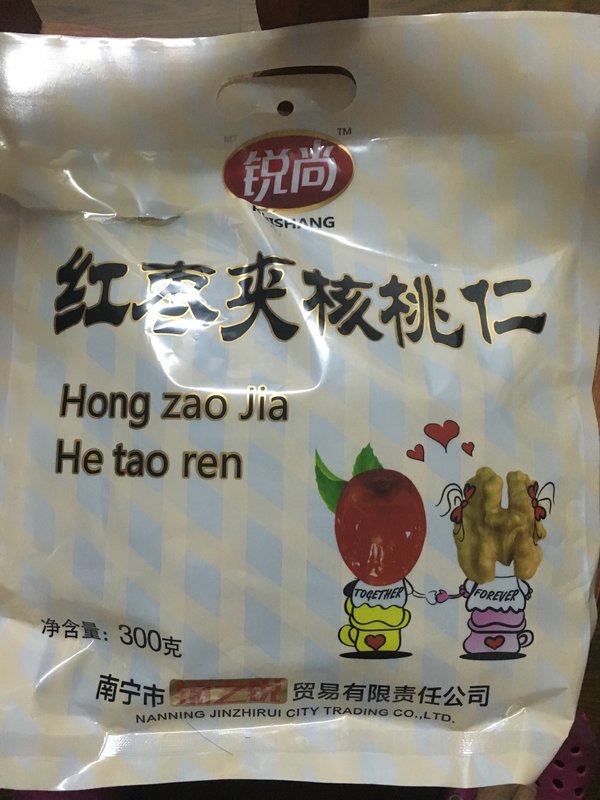 锐尚
TM
SHANG
红枣夹核桃仁
Hong zao Jia
He tao ren
TOGETHER
FOREVER
净含量：300克
南宁市 贸易有限责任公司
NANNING JINZHIRUI CITY TRADING CO.,LTD.